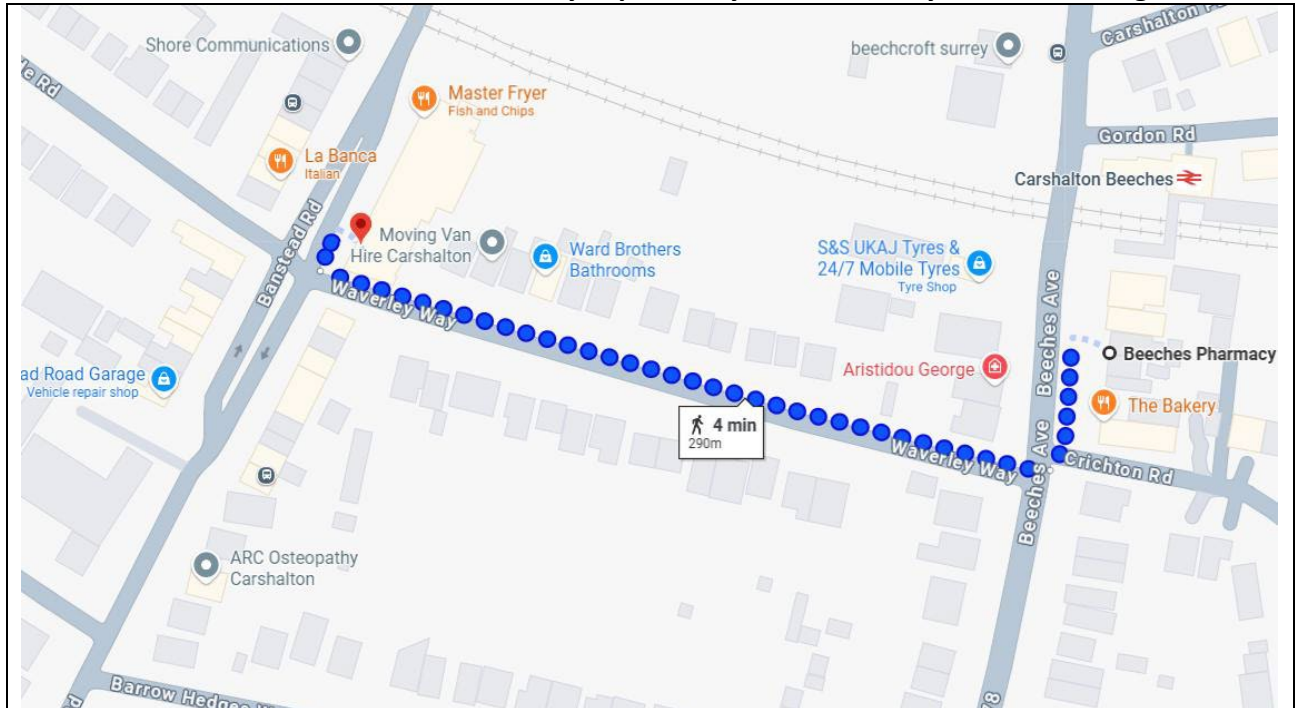 Shore Communications
beechcroft surrey
Carshalton
Master Fryer
Fish and Chips
Gordon Rd
La Banca
Italian
Carshalton Beeches
Banstead Rd
Moving Van
Hire Carshalton
Ward Brothers
Bathrooms
S&S UKAJ Tyres &
24/7 Mobile Tyres
Tyre Shop
Beeches Ave
Waverley Way
Beeches Pharmacy
ad Road Garage
Vehicle repair shop
Aristidou George
The Bakery
4 min
290m
Beeches Ave
Waverley Way
Crichton Rd
Beeches Ave
ARC Osteopathy
Carshalton
Barrow Hedges W
78